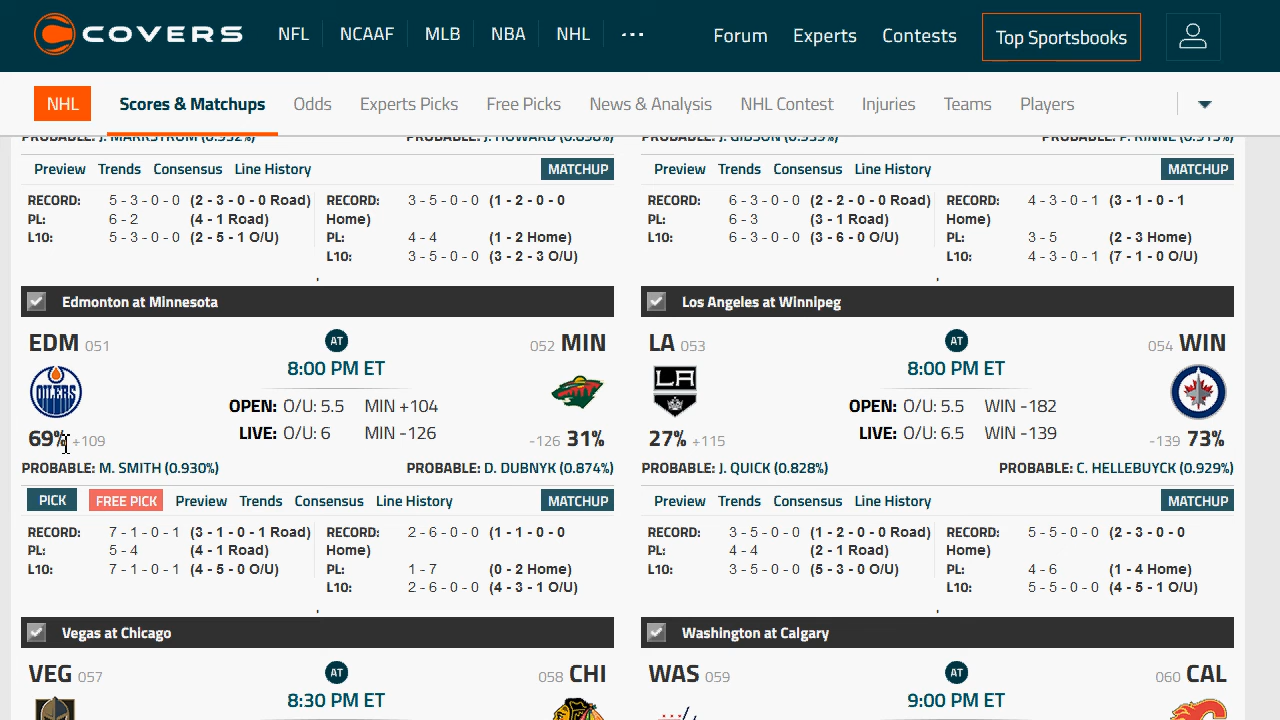 COVERS NFL NCAAF MLB NBA NHL ... Forum Experts Contests Top Sportsbooks
NHL Scores & Matchups Odds Experts Picks Free Picks News & Analysis NHL Contest Injuries Teams Players
Preview Trends Consensus Line History MATCHUP
RECORD: 5 - 3 - 0 - 0 (2 - 3 - 0 - 0 Road)
PL: 6 - 2 (4 - 1 Road)
L10: 5 - 3 - 0 - 0 (2 - 5 - 1 O/U)
RECORD: 3 - 5 - 0 - 0 (1 - 2 - 0 - 0
Home)
PL: 4 - 4 (1 - 2 Home)
L10: 3 - 5 - 0 - 0 (3 - 2 - 3 O/U)
Preview Trends Consensus Line History MATCHUP
RECORD: 6 - 3 - 0 - 0 (2 - 2 - 0 - 0 Road)
PL: 6 - 3 (3 - 1 Road)
L10: 6 - 3 - 0 - 0 (3 - 6 - 0 O/U)
RECORD: 4 - 3 - 0 - 1 (3 - 1 - 0 - 1
Home)
PL: 3 - 5 (2 - 3 Home)
L10: 4 - 3 - 0 - 1 (7 - 1 - 0 O/U)
Edmonton at Minnesota
EDM 051 AT 052 MIN
8:00 PM ET
OILERS
OPEN: O/U: 5.5 MIN +104
LIVE: O/U: 6 MIN -126
69% +109 -126 31%
PROBABLE: M. SMITH (0.930%) PROBABLE: D. DUBNYK (0.874%)
PICK FREE PICK Preview Trends Consensus Line History MATCHUP
RECORD: 7 - 1 - 0 - 1 (3 - 1 - 0 - 1 Road)
PL: 5 - 4 (4 - 1 Road)
L10: 7 - 1 - 0 - 1 (4 - 5 - 0 O/U)
RECORD: 2 - 6 - 0 - 0 (1 - 1 - 0 - 0
Home)
PL: 1 - 7 (0 - 2 Home)
L10: 2 - 6 - 0 - 0 (4 - 3 - 1 O/U)
Los Angeles at Winnipeg
LA 053 AT 054 WIN
8:00 PM ET
LA
OPEN: O/U: 5.5 WIN -182
LIVE: O/U: 6.5 WIN -139
27% +115 -139 73%
PROBABLE: J. QUICK (0.828%) PROBABLE: C. HELLEBUYCK (0.929%)
Preview Trends Consensus Line History MATCHUP
RECORD: 3 - 5 - 0 - 0 (1 - 2 - 0 - 0 Road)
PL: 4 - 4 (2 - 1 Road)
L10: 3 - 5 - 0 - 0 (5 - 3 - 0 O/U)
RECORD: 5 - 5 - 0 - 0 (2 - 3 - 0 - 0
Home)
PL: 4 - 6 (1 - 4 Home)
L10: 5 - 5 - 0 - 0 (4 - 5 - 1 O/U)
Vegas at Chicago
VEG 057 AT 058 CHI
8:30 PM ET
Washington at Calgary
WAS 059 AT 060 CAL
9:00 PM ET